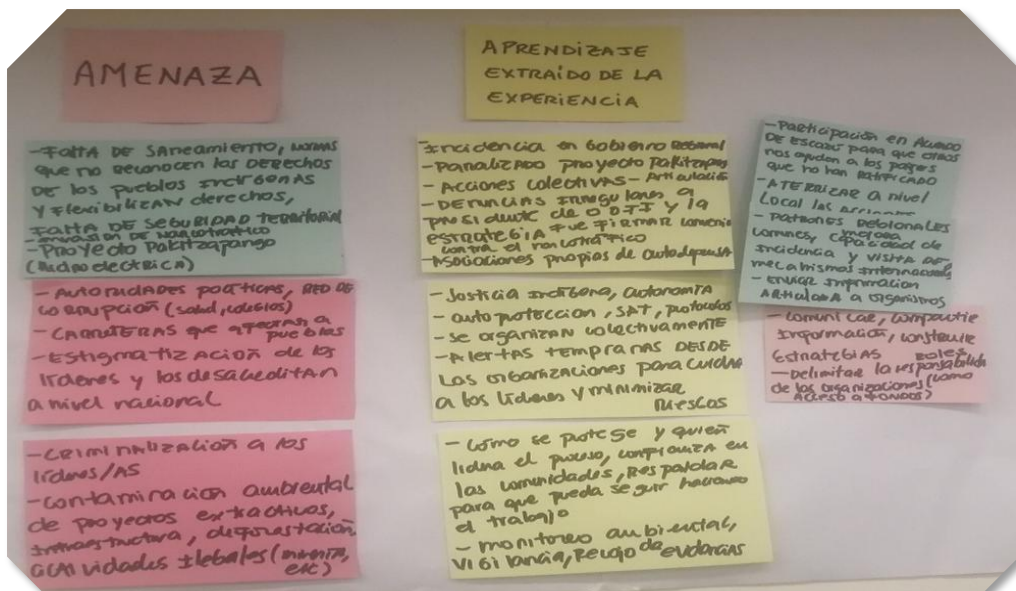 AMENAZA
- FALTA DE SANEAMIENTO, NORMAS
que no reconocen los DERECHOS
DE los pueblos INDÍGENAS
y flexibilizan derechos,
FALTA DE SEGURIDAD TERRITORIAL
- invasión de narcotráfico
- Proyecto Pakitzapango
(hidroeléctrica)
- AUTORIDADES POLÍTICAS, RED DE
CORRUPCIÓN (salud, colegios)
- CARRETERAS que afectan a
pueblos
- Estigmatización de los
líderes y los desacreditan
a nivel nacional
- CRIMINALIZACIÓN a los
líderes/AS
- contaminación ambiental
de proyectos extractivos,
infraestructura, deforestación,
actividades ilegales (minería,
etc)
APRENDIZAJE
EXTRAÍDO DE LA
EXPERIENCIA
Incidencia en Gobierno Regional
- Paralizado proyecto Pakitzapango
- Acciones colectivas - Articulación
- Denuncias irregulares a
presidente de ODPI y la
estrategia fue firmar convenio
contra el narcotráfico
- Asociaciones propias de autodefensa
- Justicia indígena, autonomía
- autoprotección, SAT, protocolos
- se organizan colectivamente
- Alertas tempranas DESDE
las organizaciones para cuidar
a los líderes y minimizar
riesgos
- Cómo se protege y quién
lidera el proceso, confianza en
las comunidades, Respaldar
para que pueda seguir haciendo
el trabajo
- monitoreo ambiental,
vigilancia, recojo de evidencias
- Participación en Acuerdo
DE ESCAZÚ para que otros
nos ayuden a los países
que no han RATIFICADO
- ATERRIZAR a nivel
Local las acciones
- Patrones REGIONALES
comunes, capacidad de
incidencia y visita DE
mecanismos internacionales
- Enviar información
ARTICULADA a organismos
- Comunicar, compartir
información, construir
Estrategias roles
- Delimitar la responsabilidad
de las organizaciones (como
acceso a fondos)